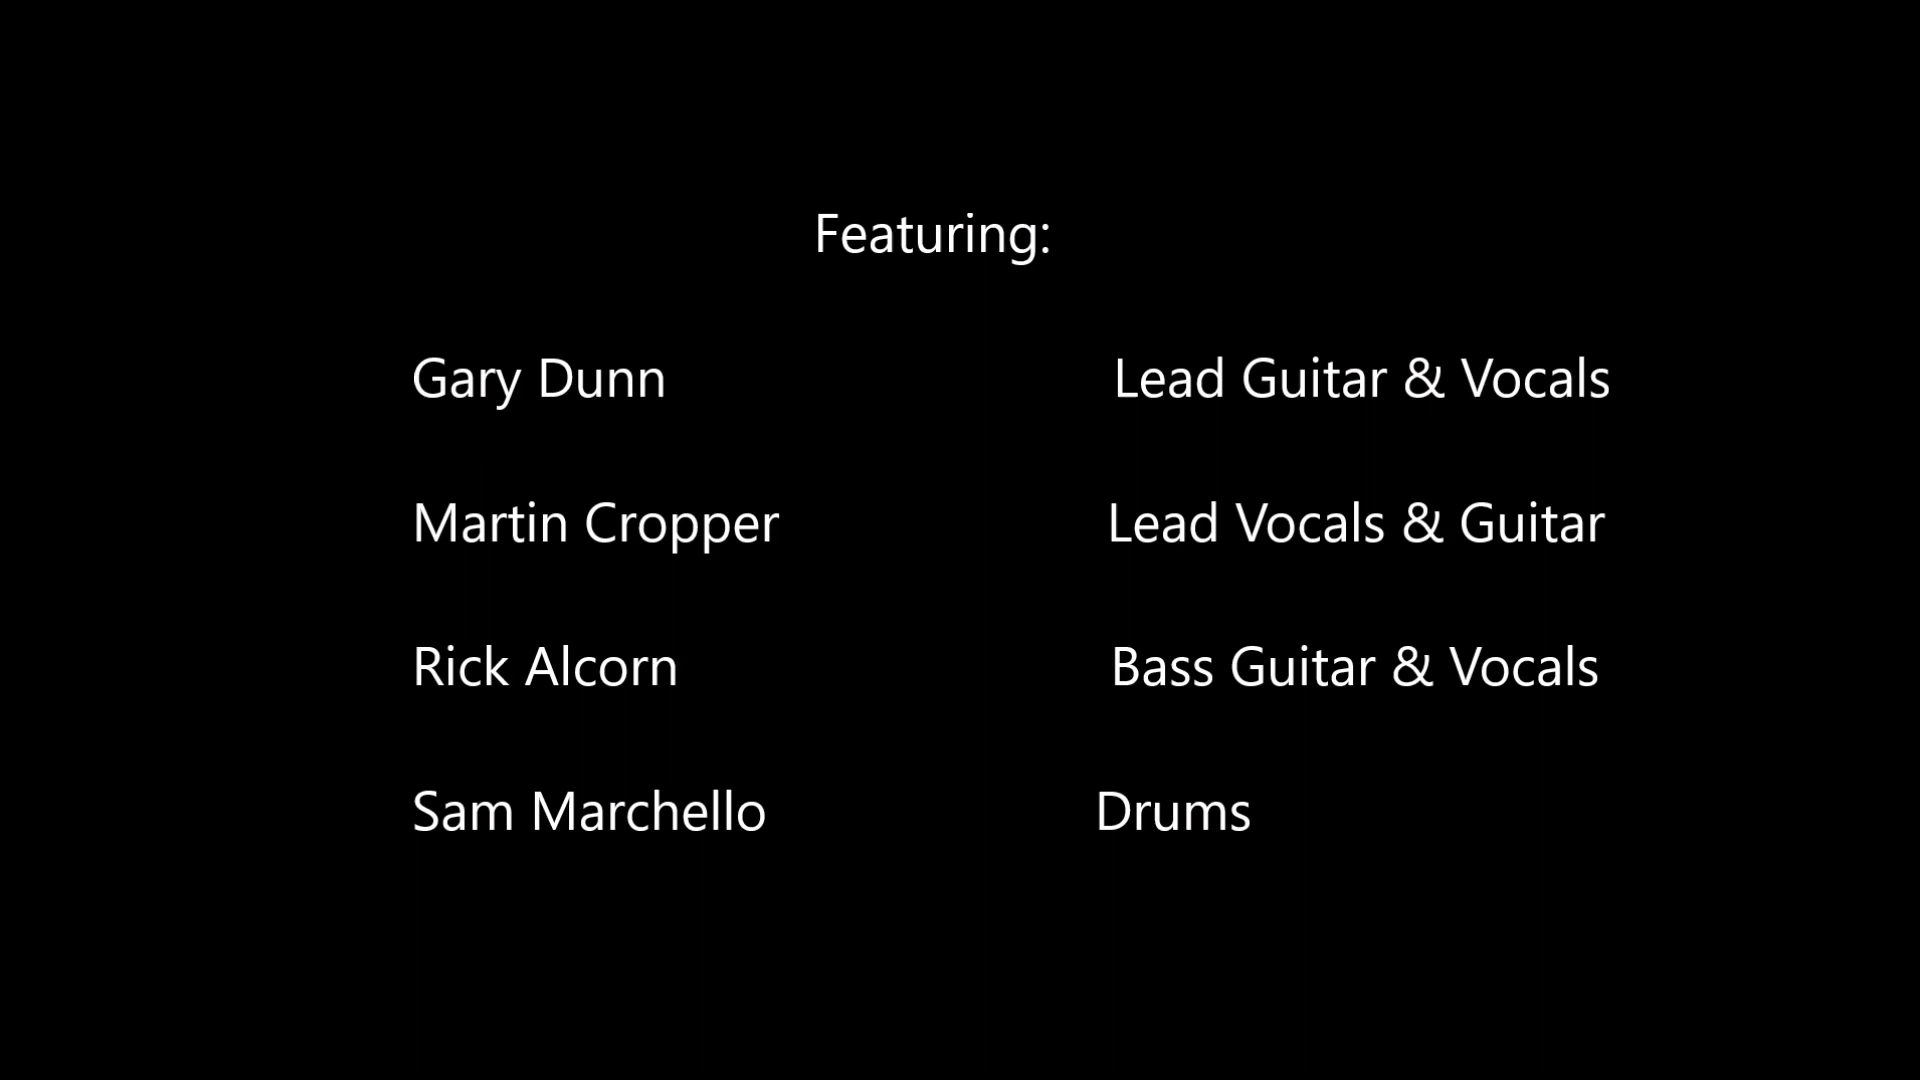 Featuring:
Gary Dunn Lead Guitar & Vocals
Martin Cropper Lead Vocals & Guitar
Rick Alcorn Bass Guitar & Vocals
Sam Marchello Drums